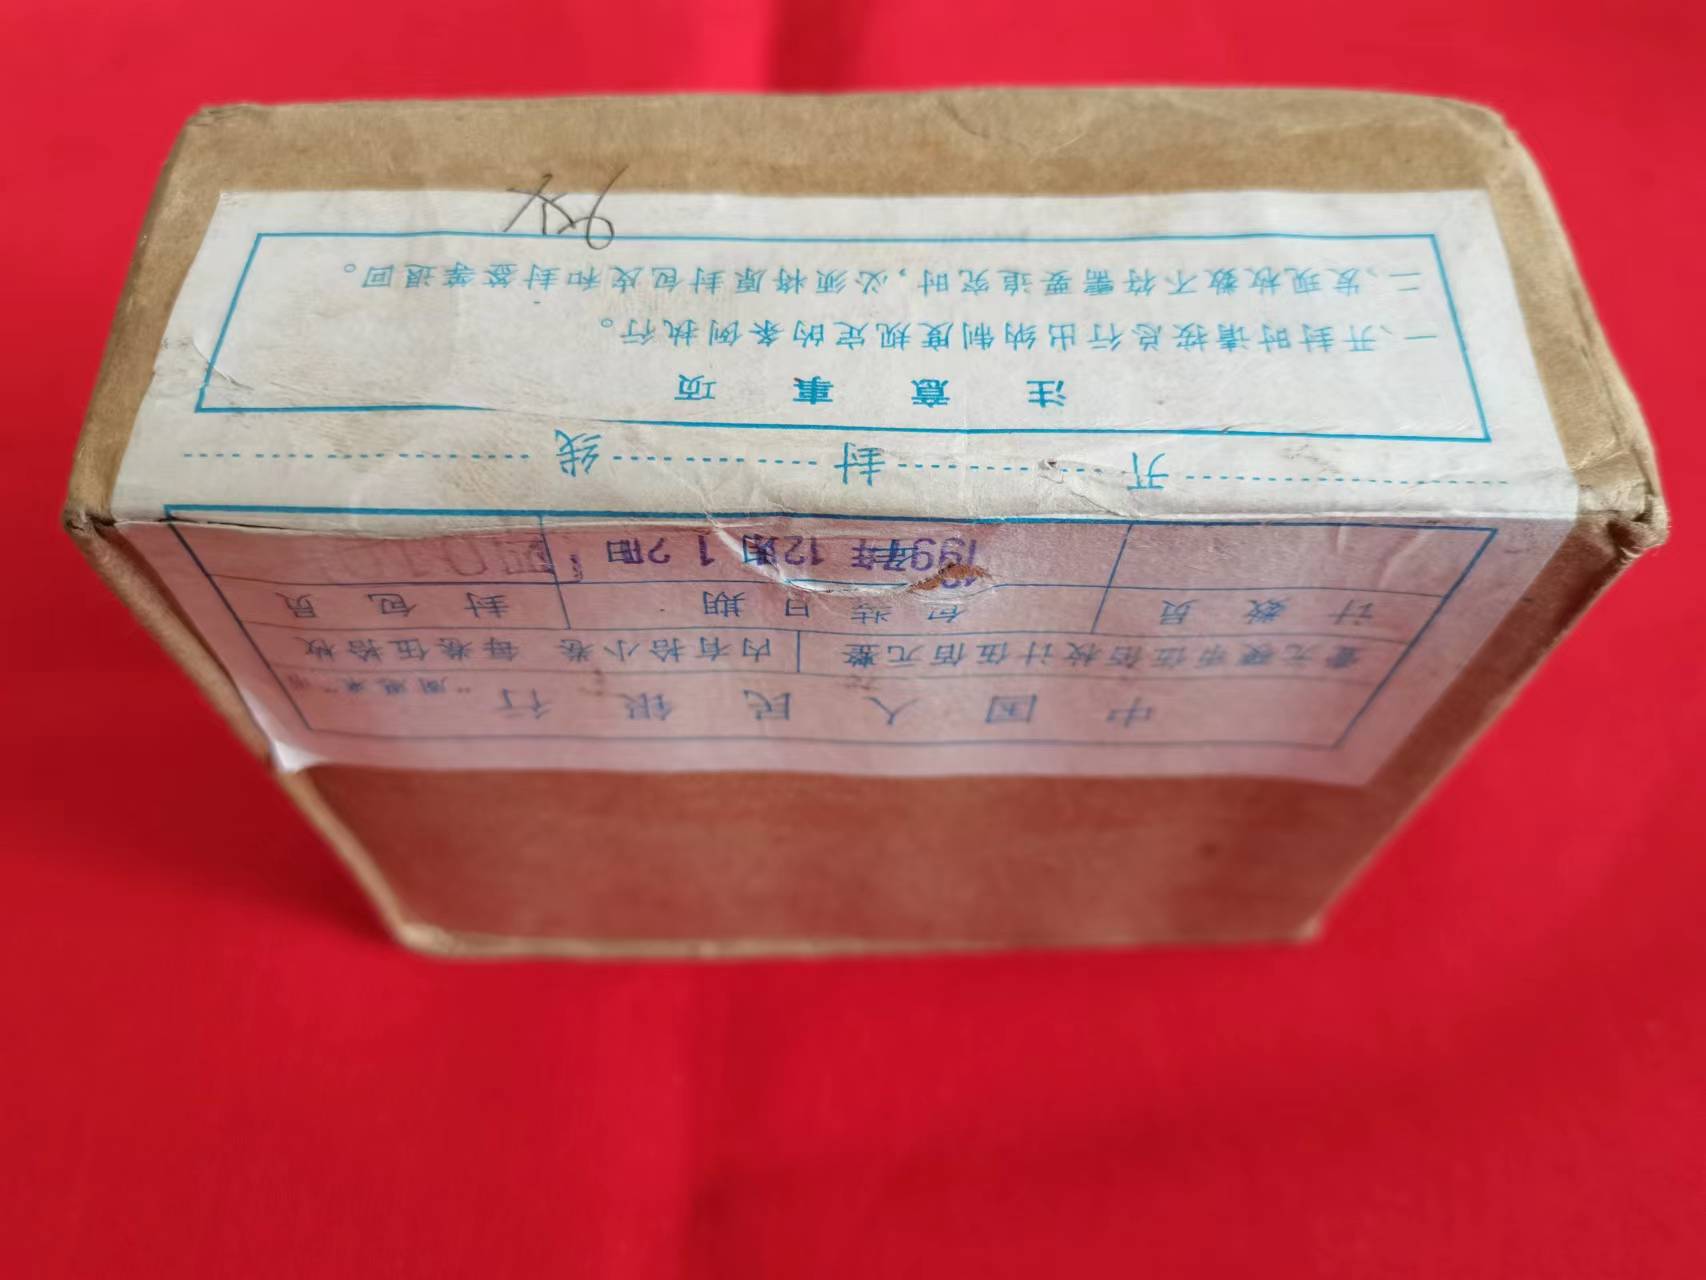 中国人民银行
壹元硬币伍佰枚计伍佰元整 内有拾小卷 每卷伍拾枚
计数员 包装日期 封包员
1997年12月12日
开封线
注意事项
一、开封时请按总行出纳制度规定的条例执行。
二、发现枚数不符需要追究时,必须将原封包皮和封签等退回。